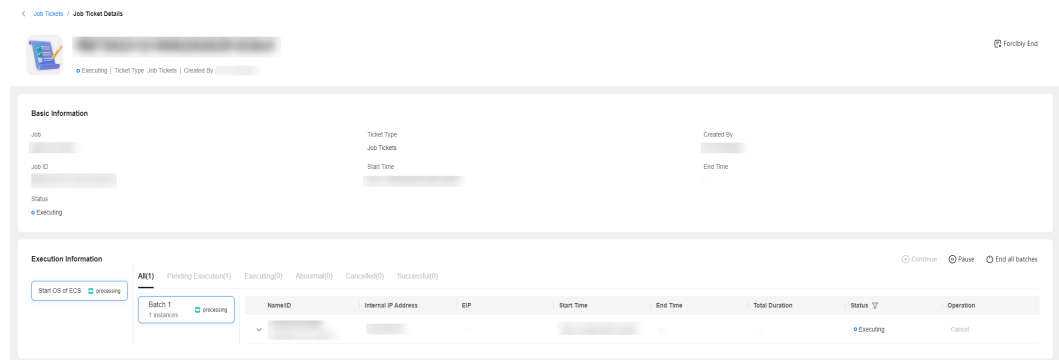 Job Tickets / Job Ticket Details
Forcibly End
Executing | Ticket Type Job Tickets | Created By
Basic Information
Job
Ticket Type
Created By
Job Tickets
Job ID
Start Time
End Time
Status
Executing
Execution Information
Continue Pause End all batches
Start OS of ECS processing
All(1) Pending Execution(1) Executing(0) Abnormal(0) Cancelled(0) Successful(0)
Batch 1
1 instances
processing
Name/ID Internal IP Address EIP Start Time End Time Total Duration Status Operation
Executing Cancel